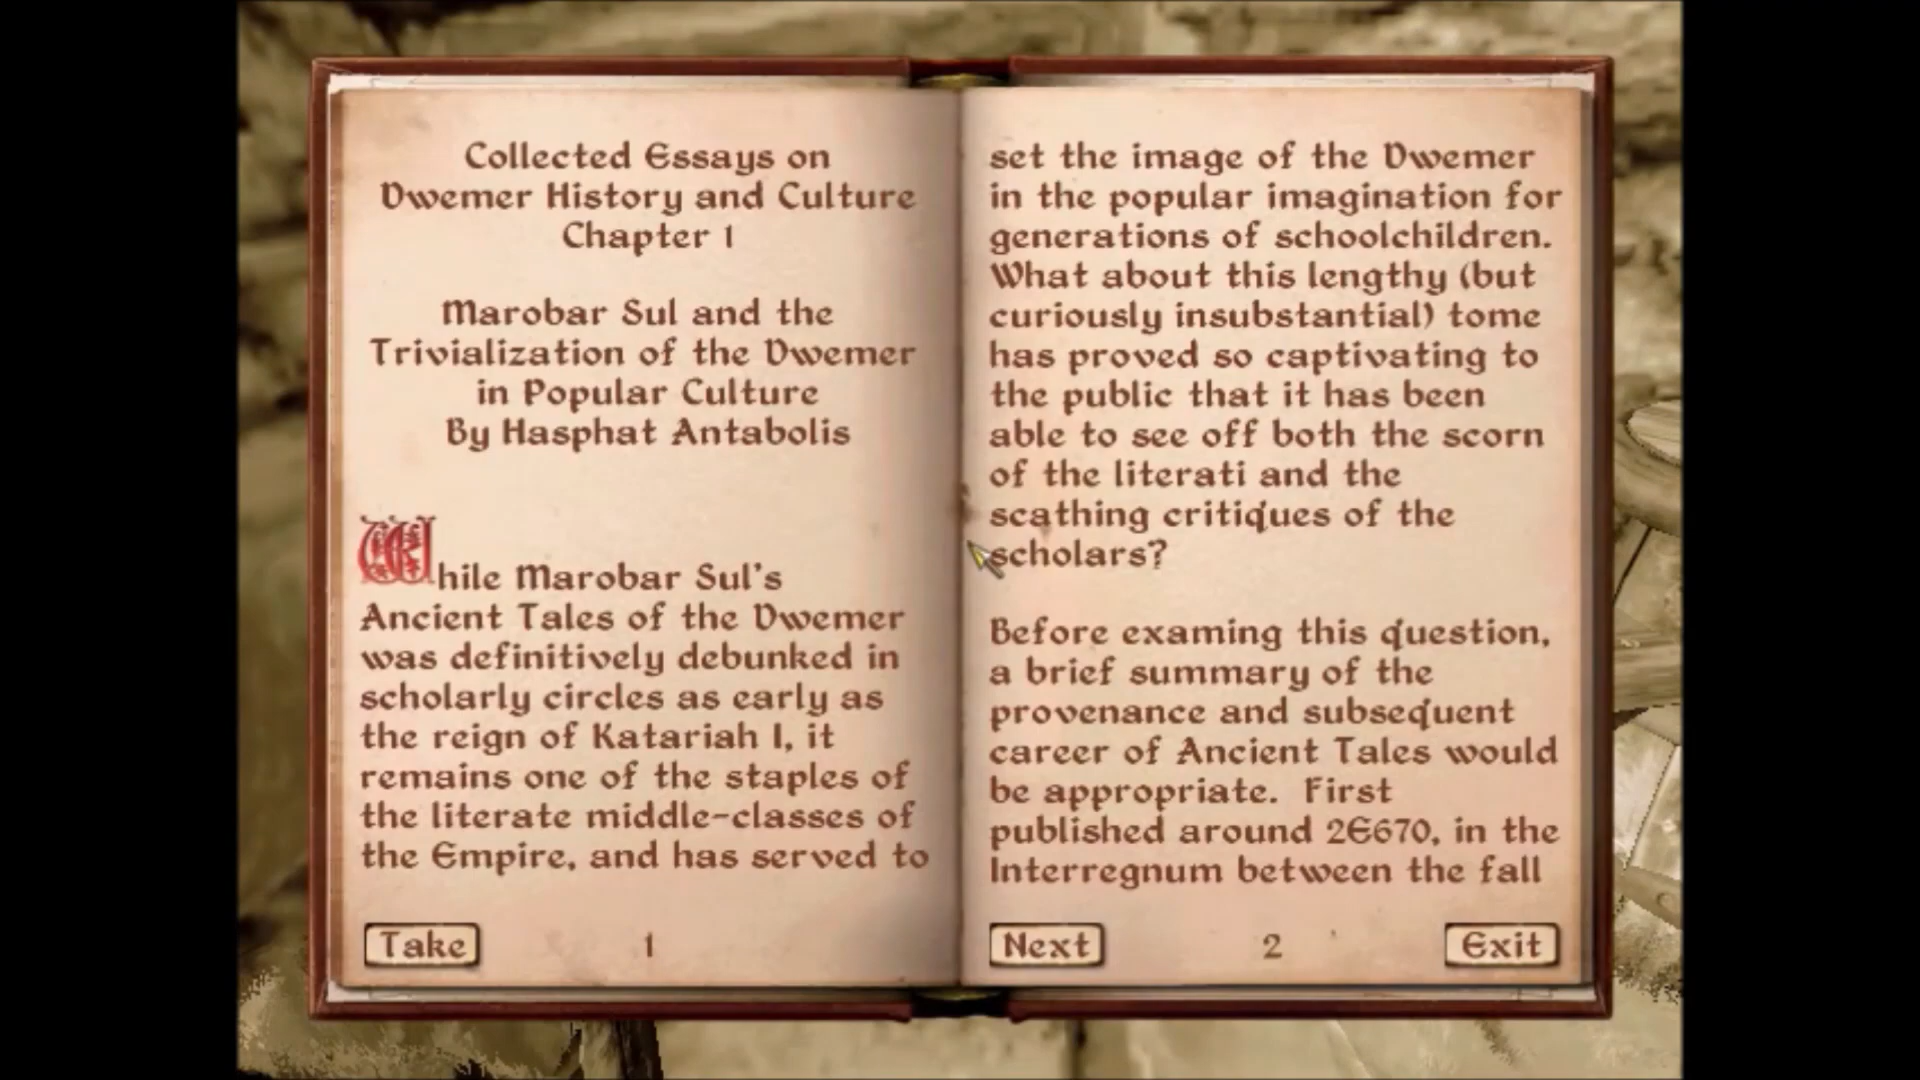 Collected Essays on
Dwemer History and Culture
Chapter 1
Marobar Sul and the
Trivialization of the Dwemer
in Popular Culture
By Hasphat Antabolis
While Marobar Sul's
Ancient Tales of the Dwemer
was definitively debunked in
scholarly circles as early as
the reign of Katariah I, it
remains one of the staples of
the literate middle-classes of
the Empire, and has served to
Take
1
set the image of the Dwemer
in the popular imagination for
generations of schoolchildren.
What about this lengthy (but
curiously insubstantial) tome
has proved so captivating to
the public that it has been
able to see off both the scorn
of the literati and the
scathing critiques of the
scholars?
Before examing this question,
a brief summary of the
provenance and subsequent
career of Ancient Tales would
be appropriate. First
published around 2E670, in the
Interregnum between the fall
Next
2
Exit